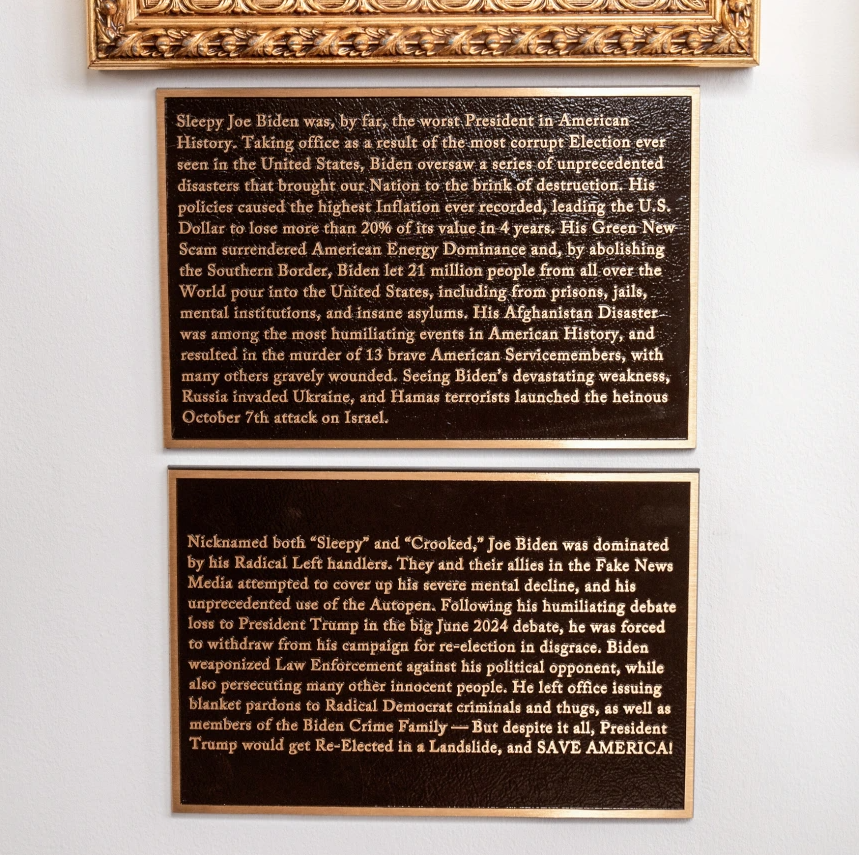 Sleepy Joe Biden was, by far, the worst President in American
History. Taking office as a result of the most corrupt Election ever
seen in the United States, Biden oversaw a series of unprecedented
disasters that brought our Nation to the brink of destruction. His
policies caused the highest Inflation ever recorded, leading the U.S.
Dollar to lose more than 20% of its value in 4 years. His Green New
Scam surrendered American Energy Dominance and, by abolishing
the Southern Border, Biden let 21 million people from all over the
World pour into the United States, including from prisons, jails,
mental institutions, and insane asylums. His Afghanistan Disaster
was among the most humiliating events in American History, and
resulted in the murder of 13 brave American Servicemembers, with
many others gravely wounded. Seeing Biden's devastating weakness,
Russia invaded Ukraine, and Hamas terrorists launched the heinous
October 7th attack on Israel.
Nicknamed both “Sleepy” and “Crooked,” Joe Biden was dominated
by his Radical Left handlers. They and their allies in the Fake News
Media attempted to cover up his severe mental decline, and his
unprecedented use of the Autopen. Following his humiliating debate
loss to President Trump in the big June 2024 debate, he was forced
to withdraw from his campaign for re-election in disgrace. Biden
weaponized Law Enforcement against his political opponent, while
also persecuting many other innocent people. He left office issuing
blanket pardons to Radical Democrat criminals and thugs, as well as
members of the Biden Crime Family — But despite it all, President
Trump would get Re-Elected in a Landslide, and SAVE AMERICA!